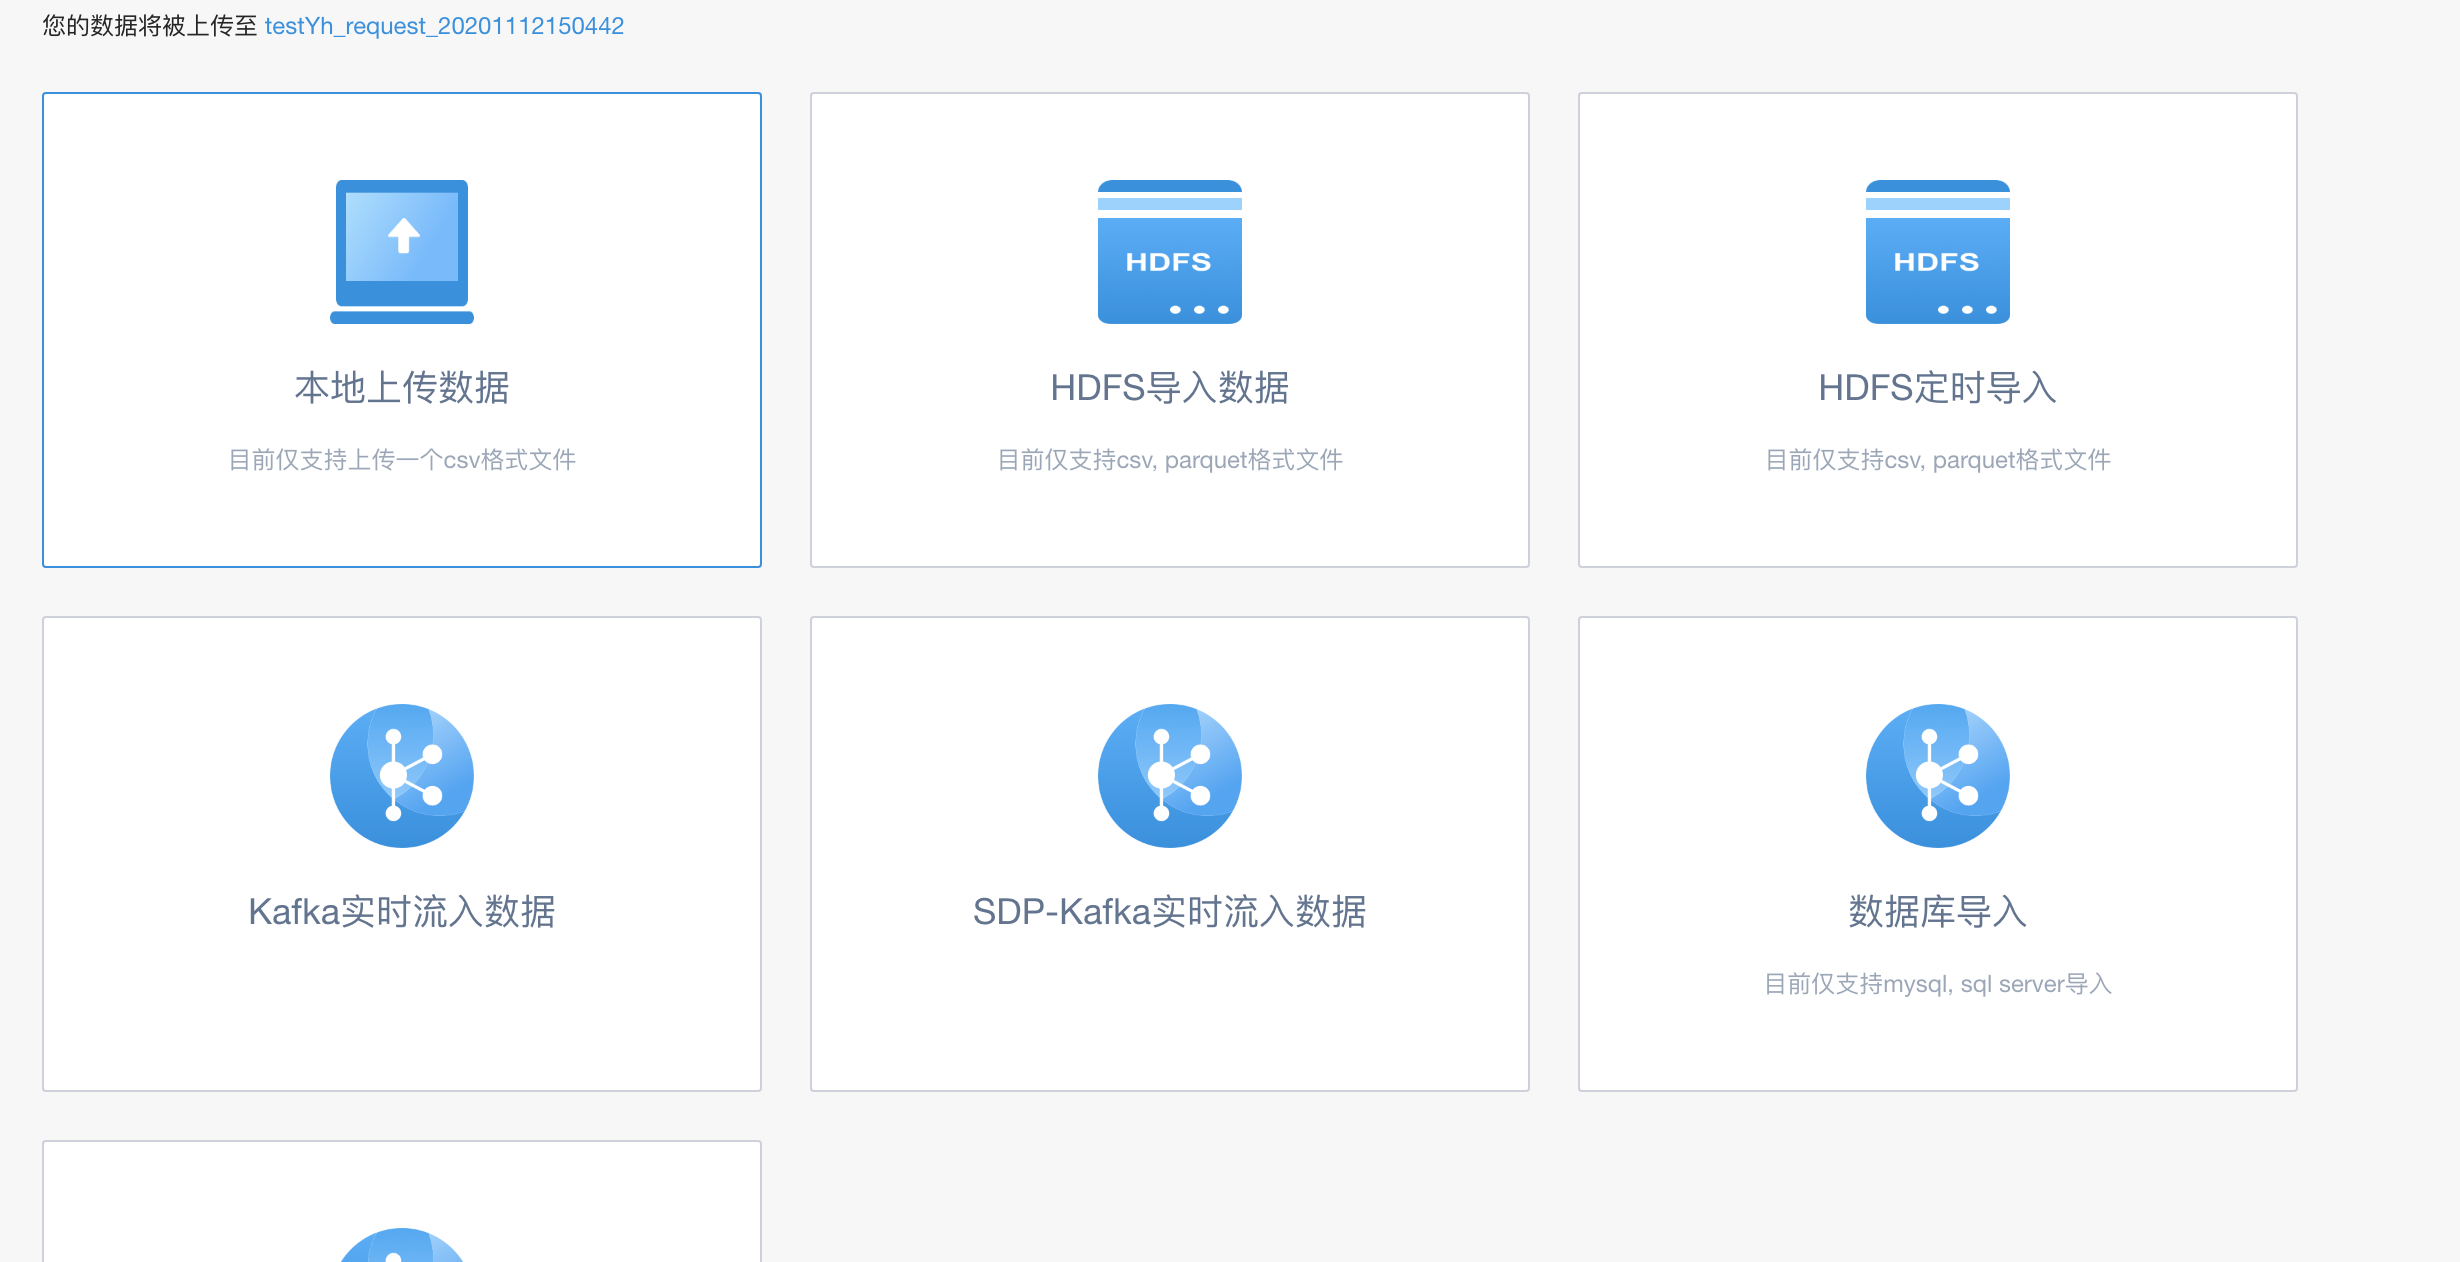 您的数据将被上传至 testYh_request_20201112150442
本地上传数据
目前仅支持上传一个csv格式文件
HDFS
HDFS导入数据
目前仅支持csv, parquet格式文件
HDFS
HDFS定时导入
目前仅支持csv, parquet格式文件
Kafka实时流入数据
SDP-Kafka实时流入数据
数据库导入
目前仅支持mysql, sql server导入